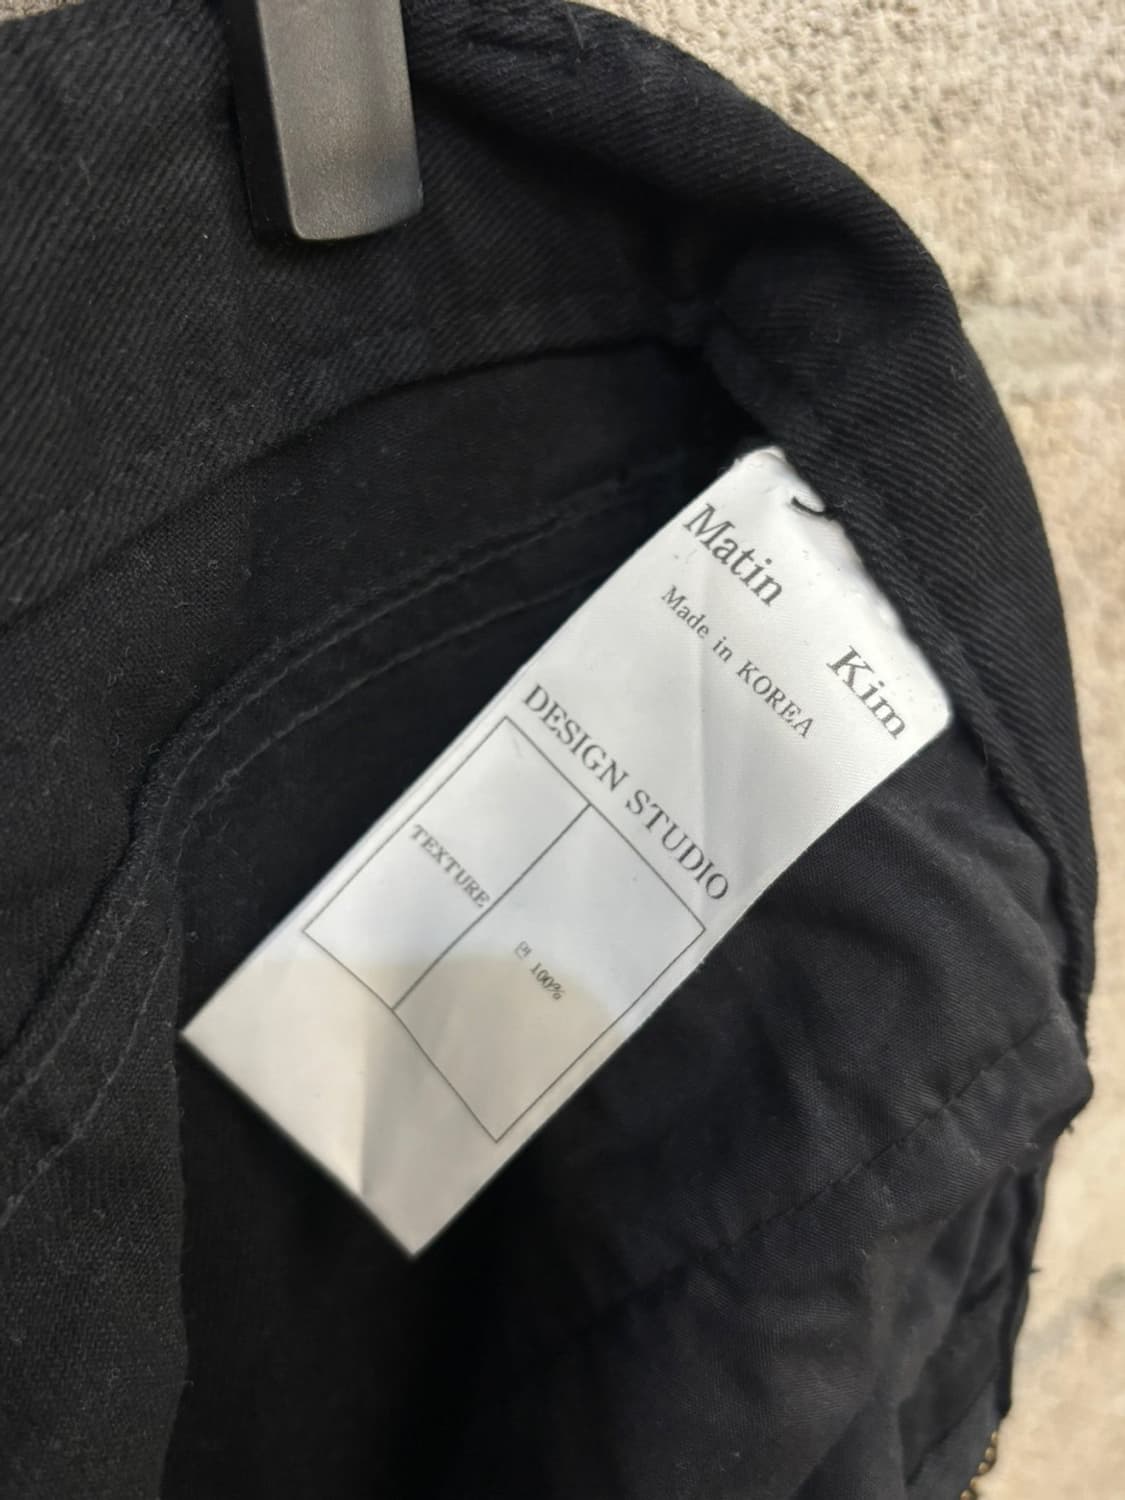 Matin Kim
Made in KOREA
DESIGN STUDIO
TEXTURE
면 100%